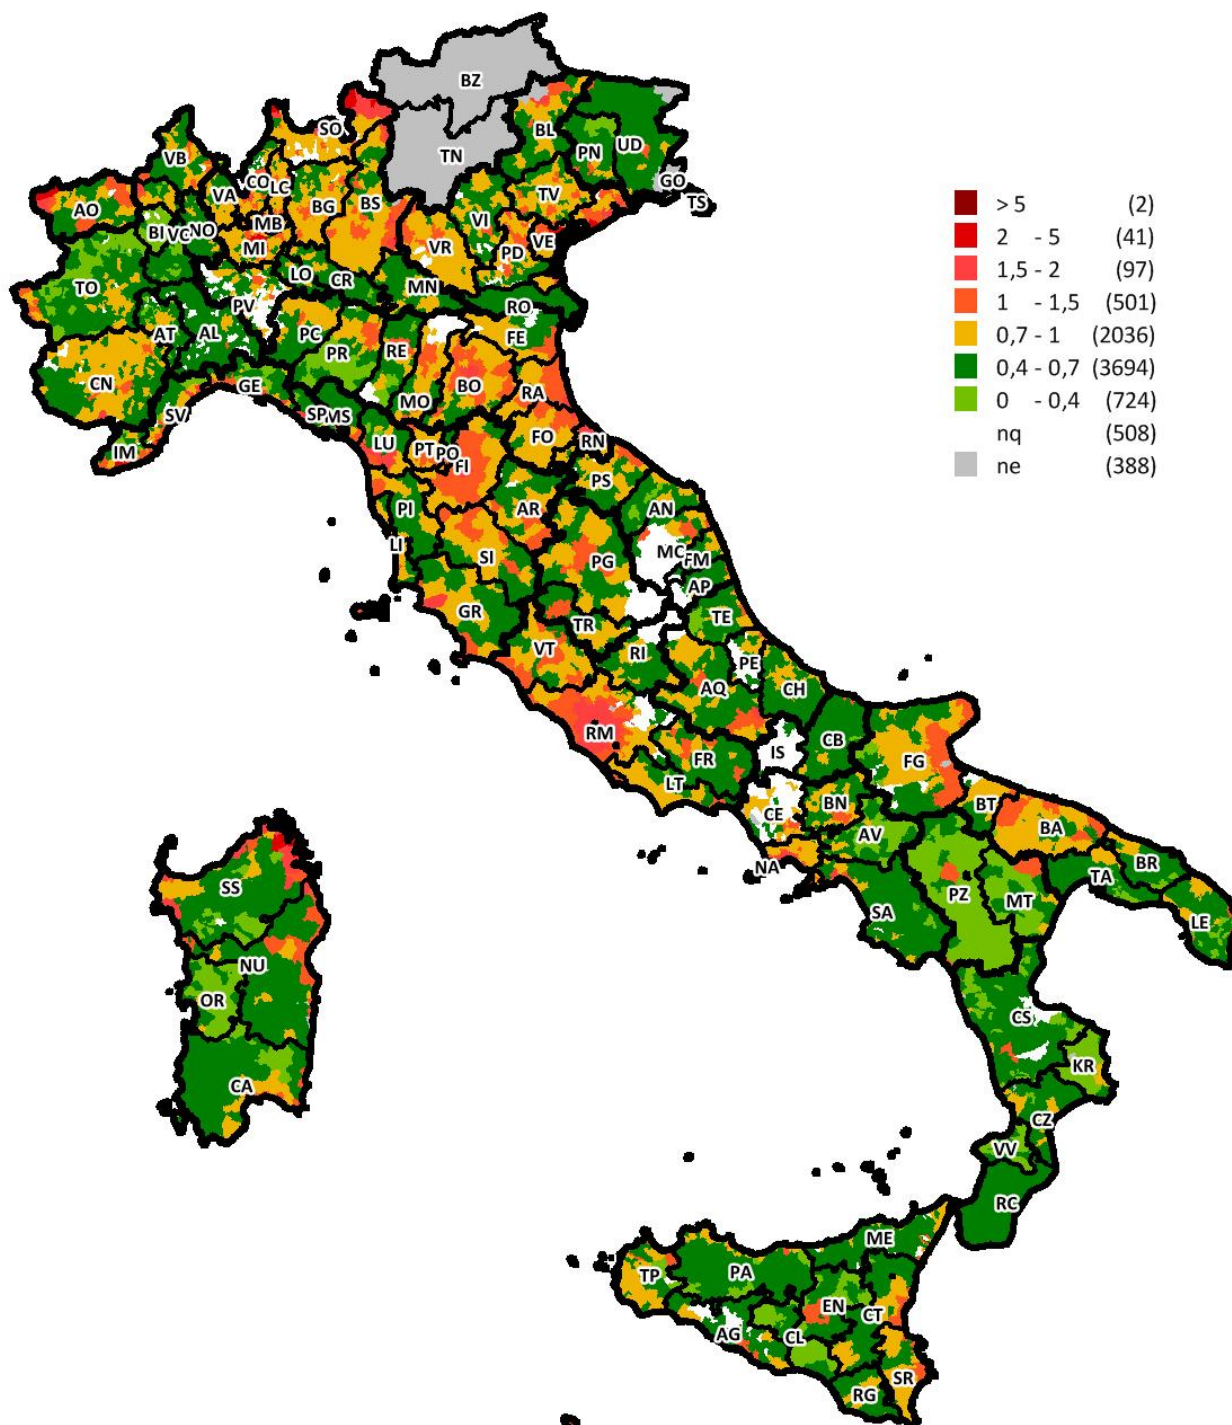 BZ
SO
BL
TN
PN
UD
VB
GO
TS
AO
VA
CO
LC
BG
BS
VI
TV
BI
VC
NO
MB
MI
VR
PD
VE
TO
LO
CR
MN
PV
RO
AT
AL
PC
PR
RE
FE
CN
GE
MO
BO
RA
SV
SP
MS
LU
PT
PO
FI
FO
RN
IM
PI
AR
PS
AN
LI
SI
PG
MC
FM
AP
GR
TR
TE
VT
RI
PE
AQ
CH
RM
FR
IS
CB
FG
LT
CE
BN
BT
AV
BA
NA
SA
PZ
MT
TA
BR
LE
SS
NU
OR
CA
CS
KR
CZ
VV
RC
ME
TP
PA
EN
CT
AG
CL
SR
RG
> 5 (2)
2 - 5 (41)
1,5 - 2 (97)
1 - 1,5 (501)
0,7 - 1 (2036)
0,4 - 0,7 (3694)
0 - 0,4 (724)
nq (508)
ne (388)